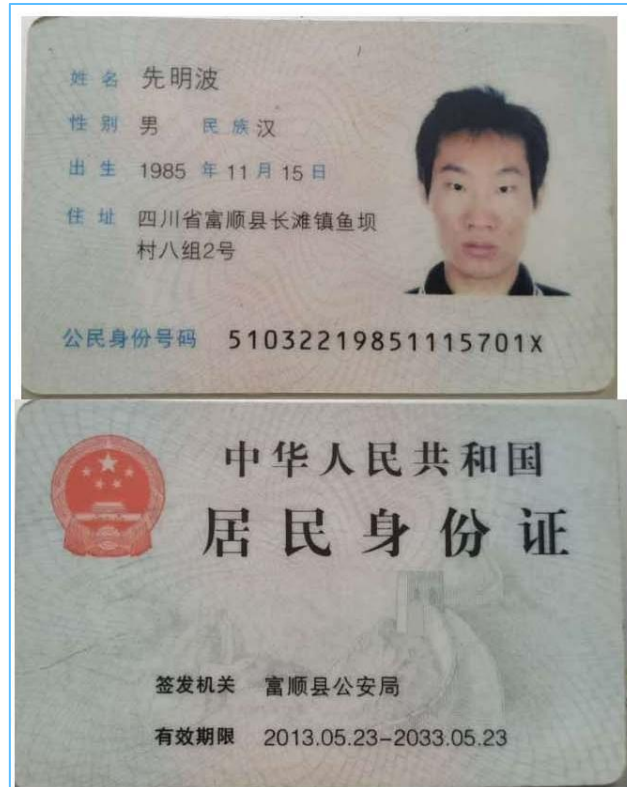 姓名 先明波
性别 男 民族 汉
出生 1985 年 11 月 15 日
住址 四川省富顺县长滩镇鱼坝
村八组2号
公民身份号码 51032219851115701X
中华人民共和国
居民身份证
签发机关 富顺县公安局
有效期限 2013.05.23-2033.05.23